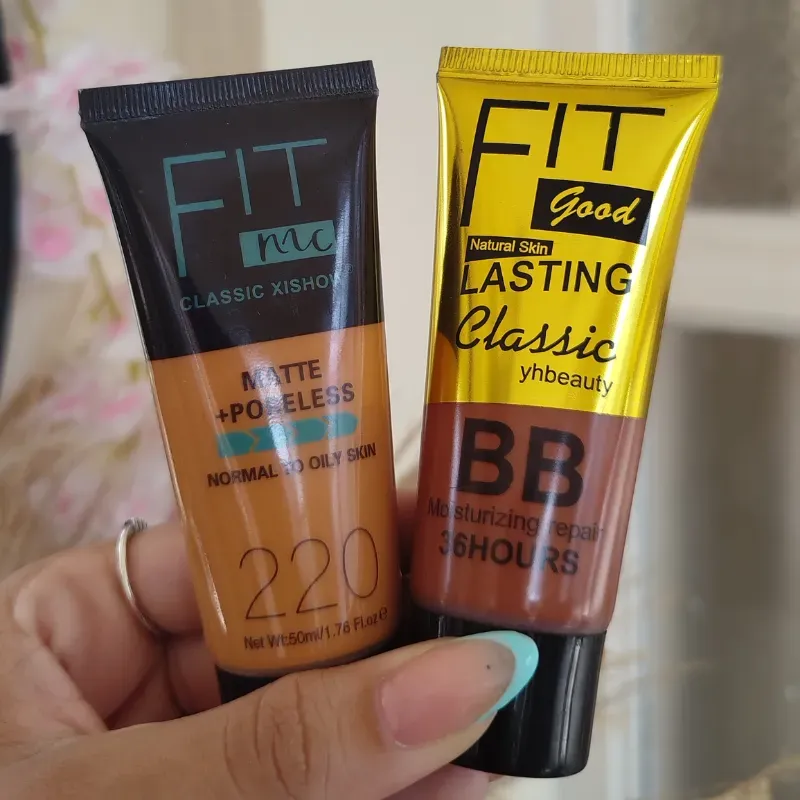 FIT
mc
CLASSIC XISHOW
MATTE
+PORELESS
NORMAL TO OILY SKIN
220
Net Wt:50ml/1.76 Fl.oz e
FIT
Good
Natural Skin
LASTING
Classic
yhbeauty
BB
Moisturizing repair
36HOURS